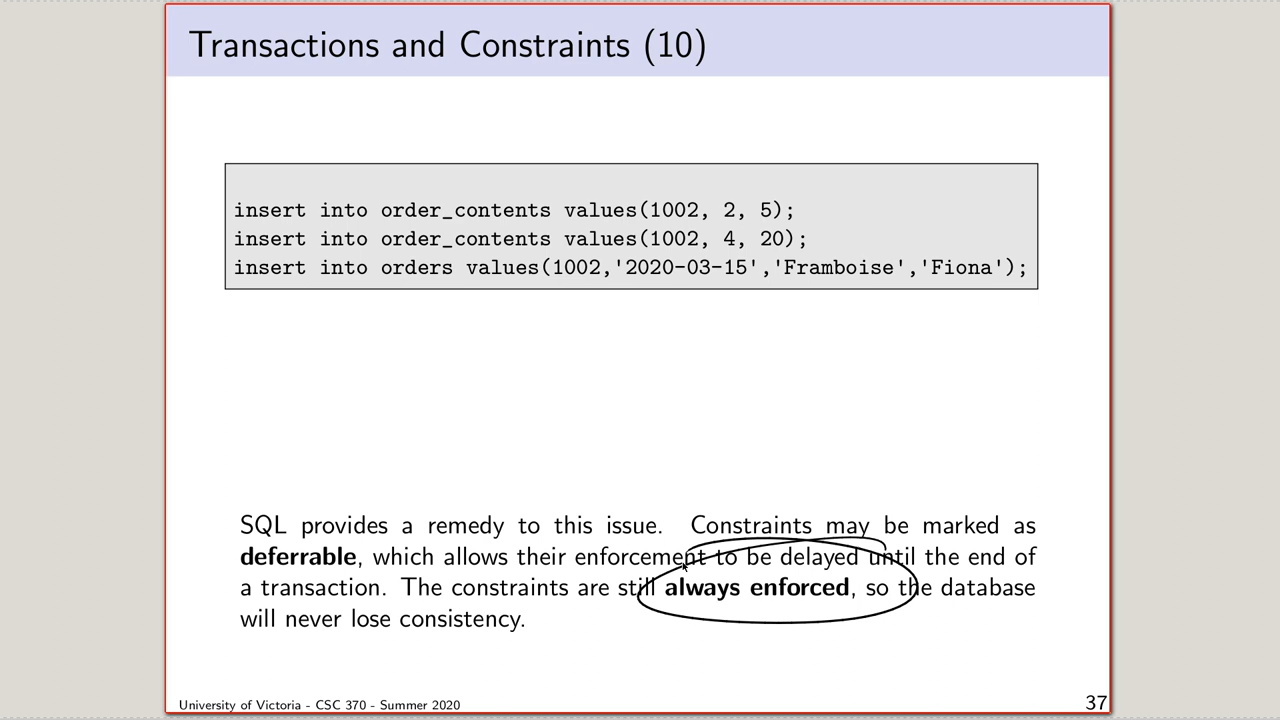 Transactions and Constraints (10)
insert into order_contents values(1002, 2, 5);
insert into order_contents values(1002, 4, 20);
insert into orders values(1002,'2020-03-15','Framboise','Fiona');
SQL provides a remedy to this issue. Constraints may be marked as
deferrable, which allows their enforcement to be delayed until the end of
a transaction. The constraints are still always enforced, so the database
will never lose consistency.
University of Victoria - CSC 370 - Summer 2020
37